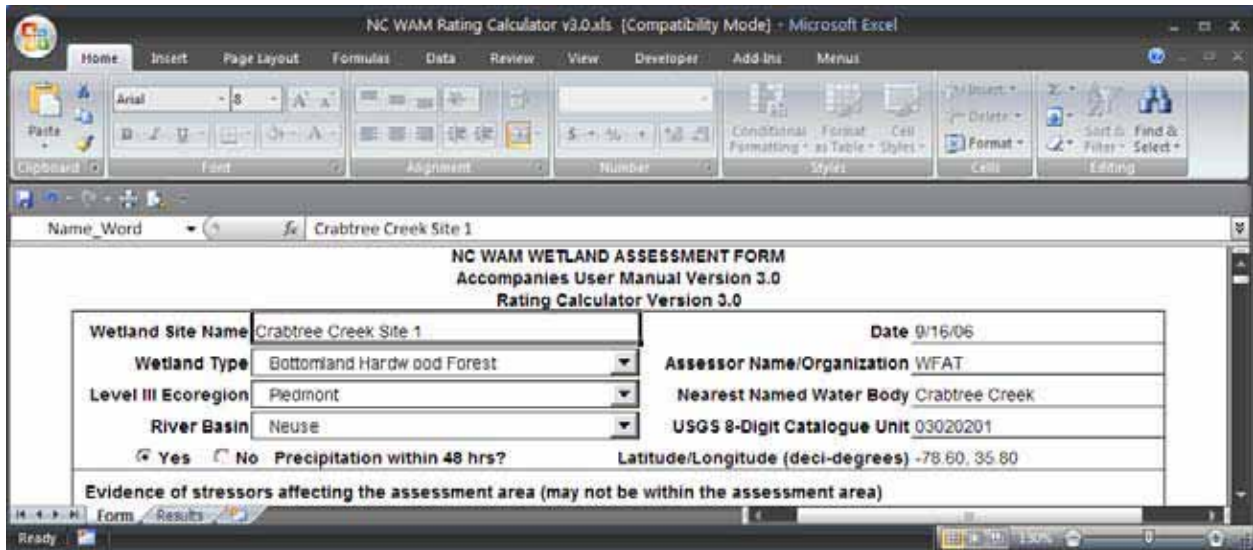 NC WAM Rating Calculator v3.0.xls [Compatibility Mode] - Microsoft Excel
Home Insert Page Layout Formulas Data Review View Developer Add-Ins Menus
Paste
Arial 8
B I U
$ %
Conditional Formatting Format as Table Cell Styles
Insert
Delete
Format
Sort & Filter Find & Select
Clipboard Font Alignment Number Styles Cells Editing
Name_Word fx Crabtree Creek Site 1
NC WAM WETLAND ASSESSMENT FORM
Accompanies User Manual Version 3.0
Rating Calculator Version 3.0
Wetland Site Name Crabtree Creek Site 1 Date 9/16/06
Wetland Type Bottomland Hardw ood Forest Assessor Name/Organization WFAT
Level III Ecoregion Piedmont Nearest Named Water Body Crabtree Creek
River Basin Neuse USGS 8-Digit Catalogue Unit 03020201
Yes No Precipitation within 48 hrs? Latitude/Longitude (deci-degrees) -78.60, 35.80
Evidence of stressors affecting the assessment area (may not be within the assessment area)
Form Results
Ready 130%